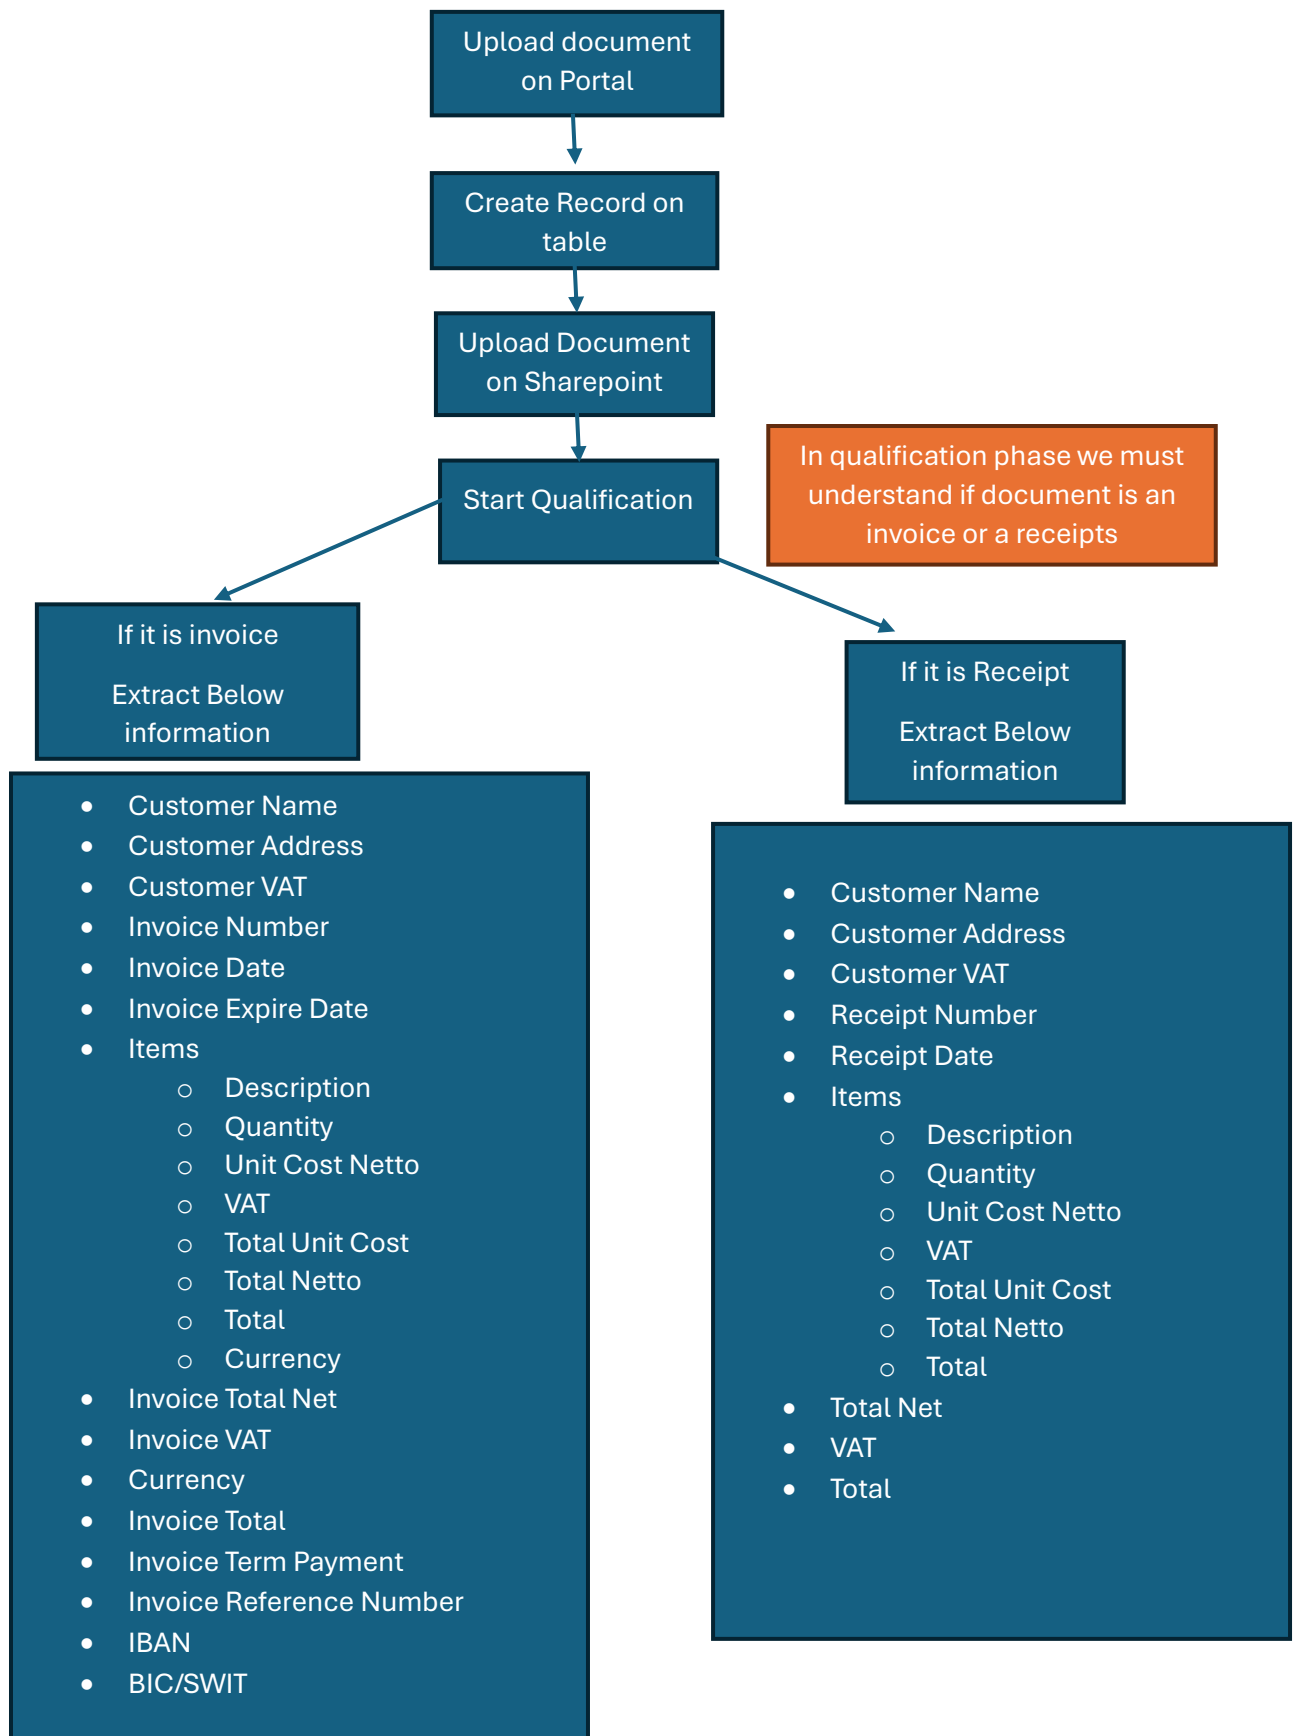 Upload document
on Portal
Create Record on
table
Upload Document
on Sharepoint
Start Qualification
In qualification phase we must
understand if document is an
invoice or a receipts
If it is invoice
Extract Below
information
Customer Name
Customer Address
Customer VAT
Invoice Number
Invoice Date
Invoice Expire Date
Items
Description
Quantity
Unit Cost Netto
VAT
Total Unit Cost
Total Netto
Total
Currency
Invoice Total Net
Invoice VAT
Currency
Invoice Total
Invoice Term Payment
Invoice Reference Number
IBAN
BIC/SWIT
If it is Receipt
Extract Below
information
Customer Name
Customer Address
Customer VAT
Receipt Number
Receipt Date
Items
Description
Quantity
Unit Cost Netto
VAT
Total Unit Cost
Total Netto
Total
Total Net
VAT
Total